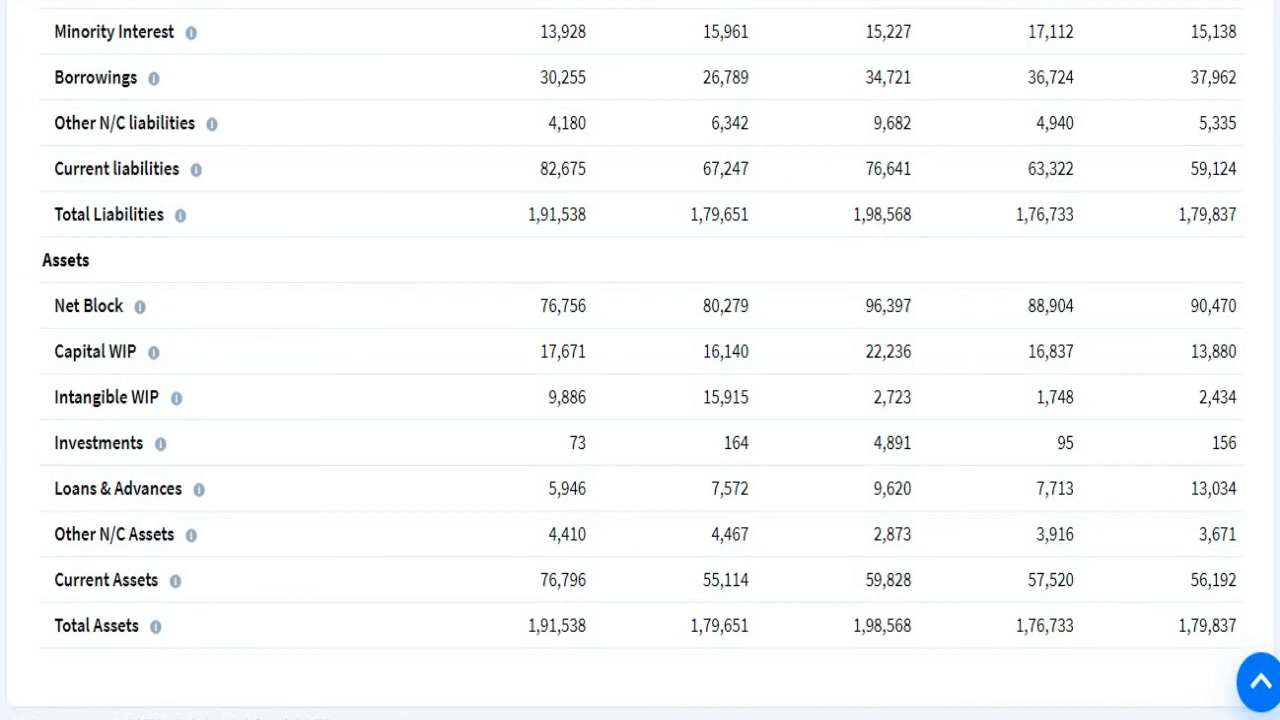 Minority Interest 13,928 15,961 15,227 17,112 15,138
Borrowings 30,255 26,789 34,721 36,724 37,962
Other N/C liabilities 4,180 6,342 9,682 4,940 5,335
Current liabilities 82,675 67,247 76,641 63,322 59,124
Total Liabilities 1,91,538 1,79,651 1,98,568 1,76,733 1,79,837
Assets
Net Block 76,756 80,279 96,397 88,904 90,470
Capital WIP 17,671 16,140 22,236 16,837 13,880
Intangible WIP 9,886 15,915 2,723 1,748 2,434
Investments 73 164 4,891 95 156
Loans & Advances 5,946 7,572 9,620 7,713 13,034
Other N/C Assets 4,410 4,467 2,873 3,916 3,671
Current Assets 76,796 55,114 59,828 57,520 56,192
Total Assets 1,91,538 1,79,651 1,98,568 1,76,733 1,79,837